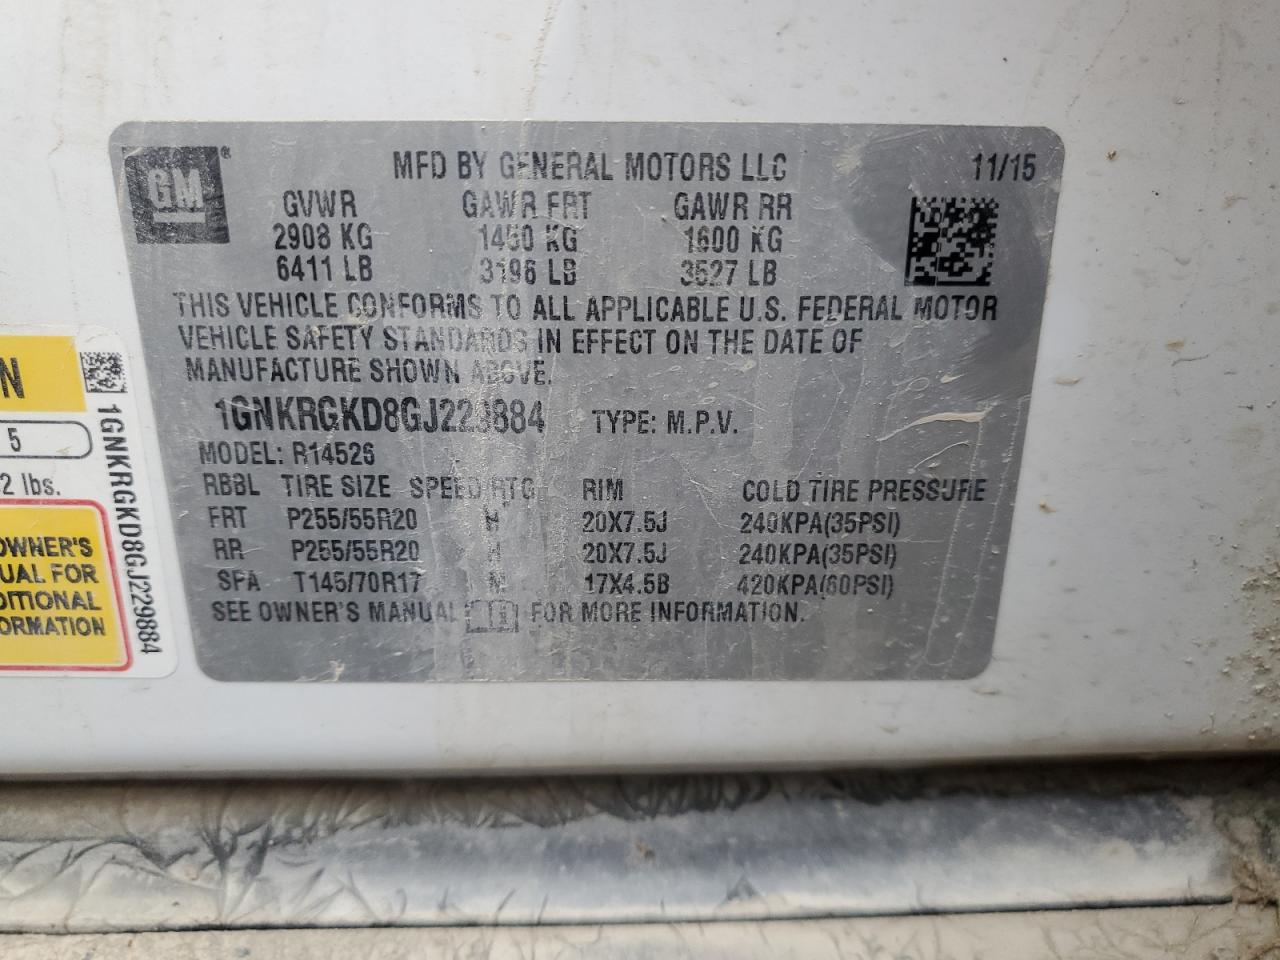 GM®
MFD BY GENERAL MOTORS LLC 11/15
GVWR GAWR FRT GAWR RR
2908 KG 1450 KG 1600 KG
6411 LB 3196 LB 3527 LB
THIS VEHICLE CONFORMS TO ALL APPLICABLE U.S. FEDERAL MOTOR
VEHICLE SAFETY STANDARDS IN EFFECT ON THE DATE OF
MANUFACTURE SHOWN ABOVE.
1GNKRGKD8GJ229884 TYPE: M.P.V.
MODEL: R14526
RBBL TIRE SIZE SPEED RTG RIM COLD TIRE PRESSURE
FRT P255/55R20 H 20X7.5J 240KPA(35PSI)
RR P255/55R20 H 20X7.5J 240KPA(35PSI)
SPA T145/70R17 M 17X4.5B 420KPA(60PSI)
SEE OWNER'S MANUAL FOR MORE INFORMATION.
N
5
2 lbs.
OWNER'S
UAL FOR
DITIONAL
ORMATION
1GNKRGKD8GJ229884